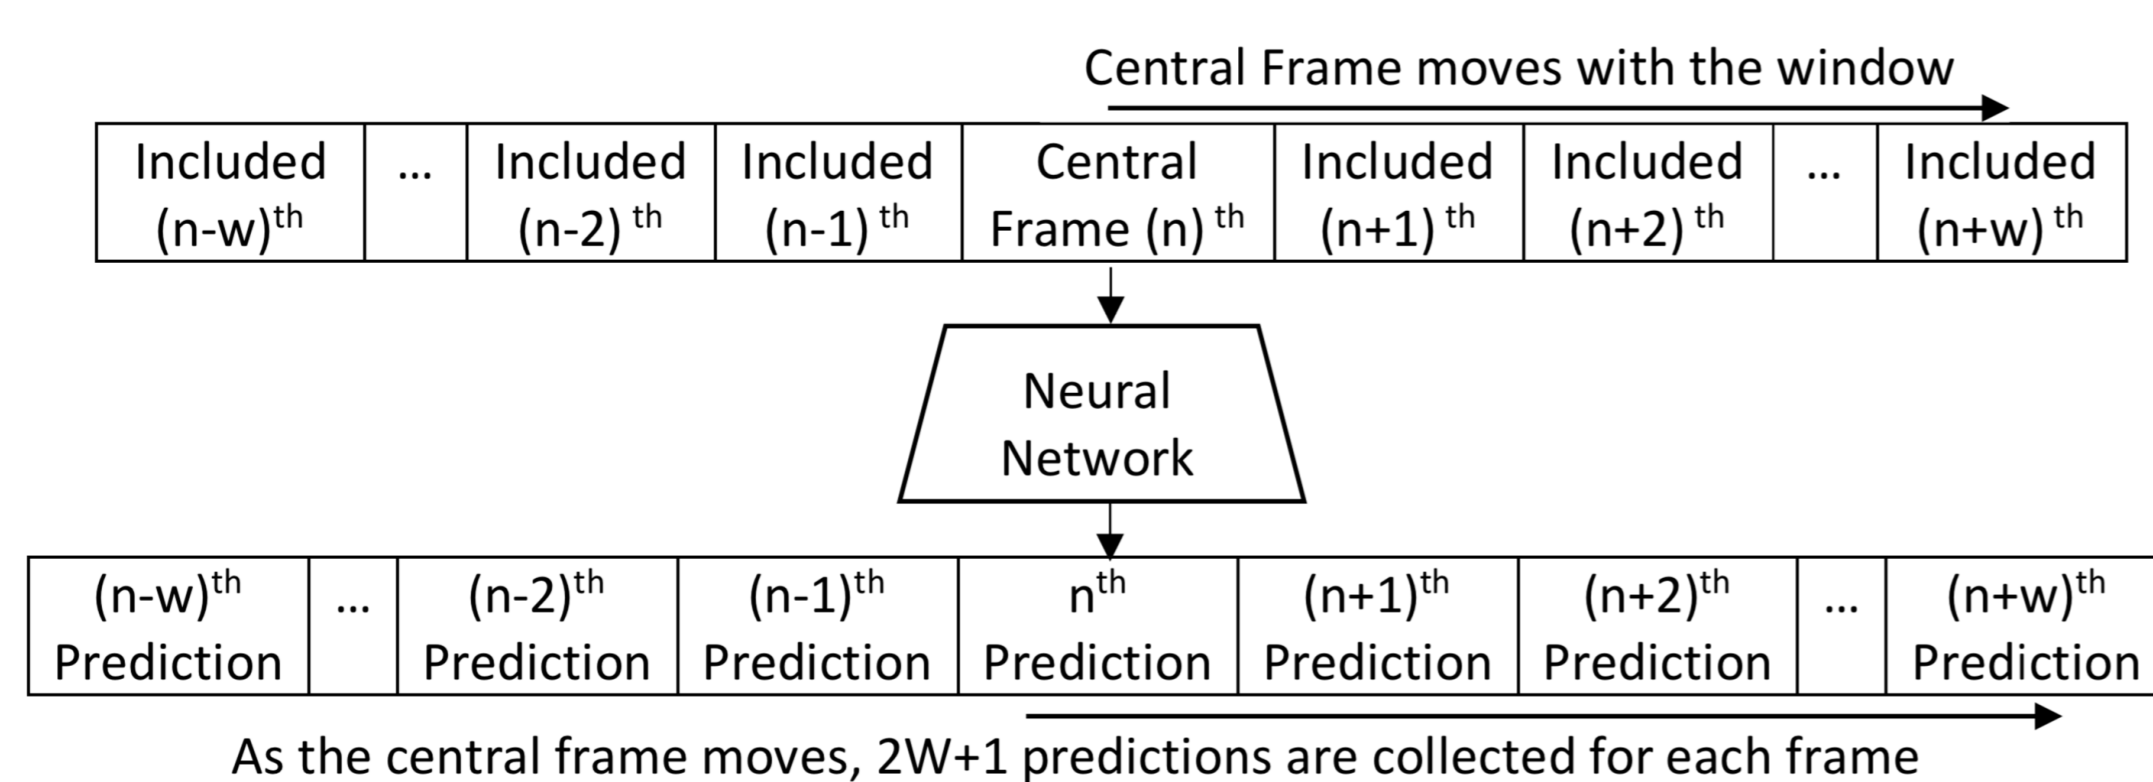 Central Frame moves with the window
Included ... Included Included Central Included Included ... Included
(n-w)th (n-2) th (n-1) th Frame (n) th (n+1) th (n+2) th (n+w) th
Neural
Network
(n-w)th ... (n-2)th (n-1)th nth (n+1)th (n+2)th ... (n+w)th
Prediction Prediction Prediction Prediction Prediction Prediction Prediction
As the central frame moves, 2W+1 predictions are collected for each frame